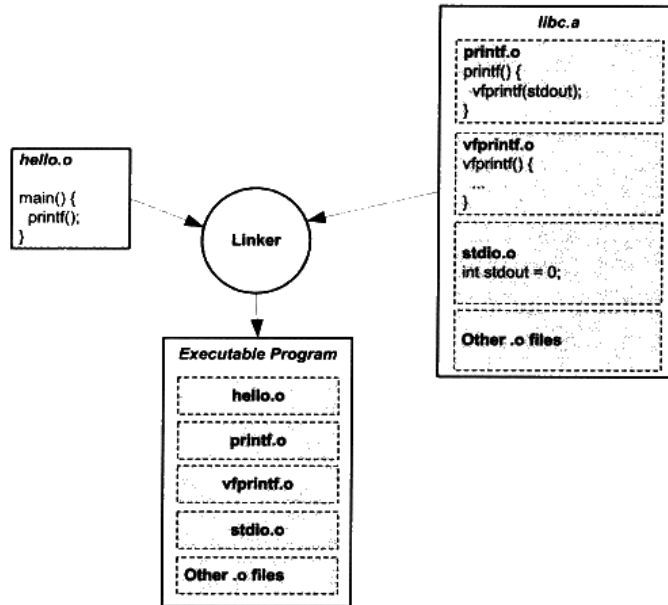 libc.a
printf.o
printf() {
vfprintf(stdout);
}
vfprintf.o
vfprintf() {
...
}
stdio.o
int stdout = 0;
Other .o files
hello.o
main() {
printf();
}
Linker
Executable Program
hello.o
printf.o
vfprintf.o
stdio.o
Other .o files